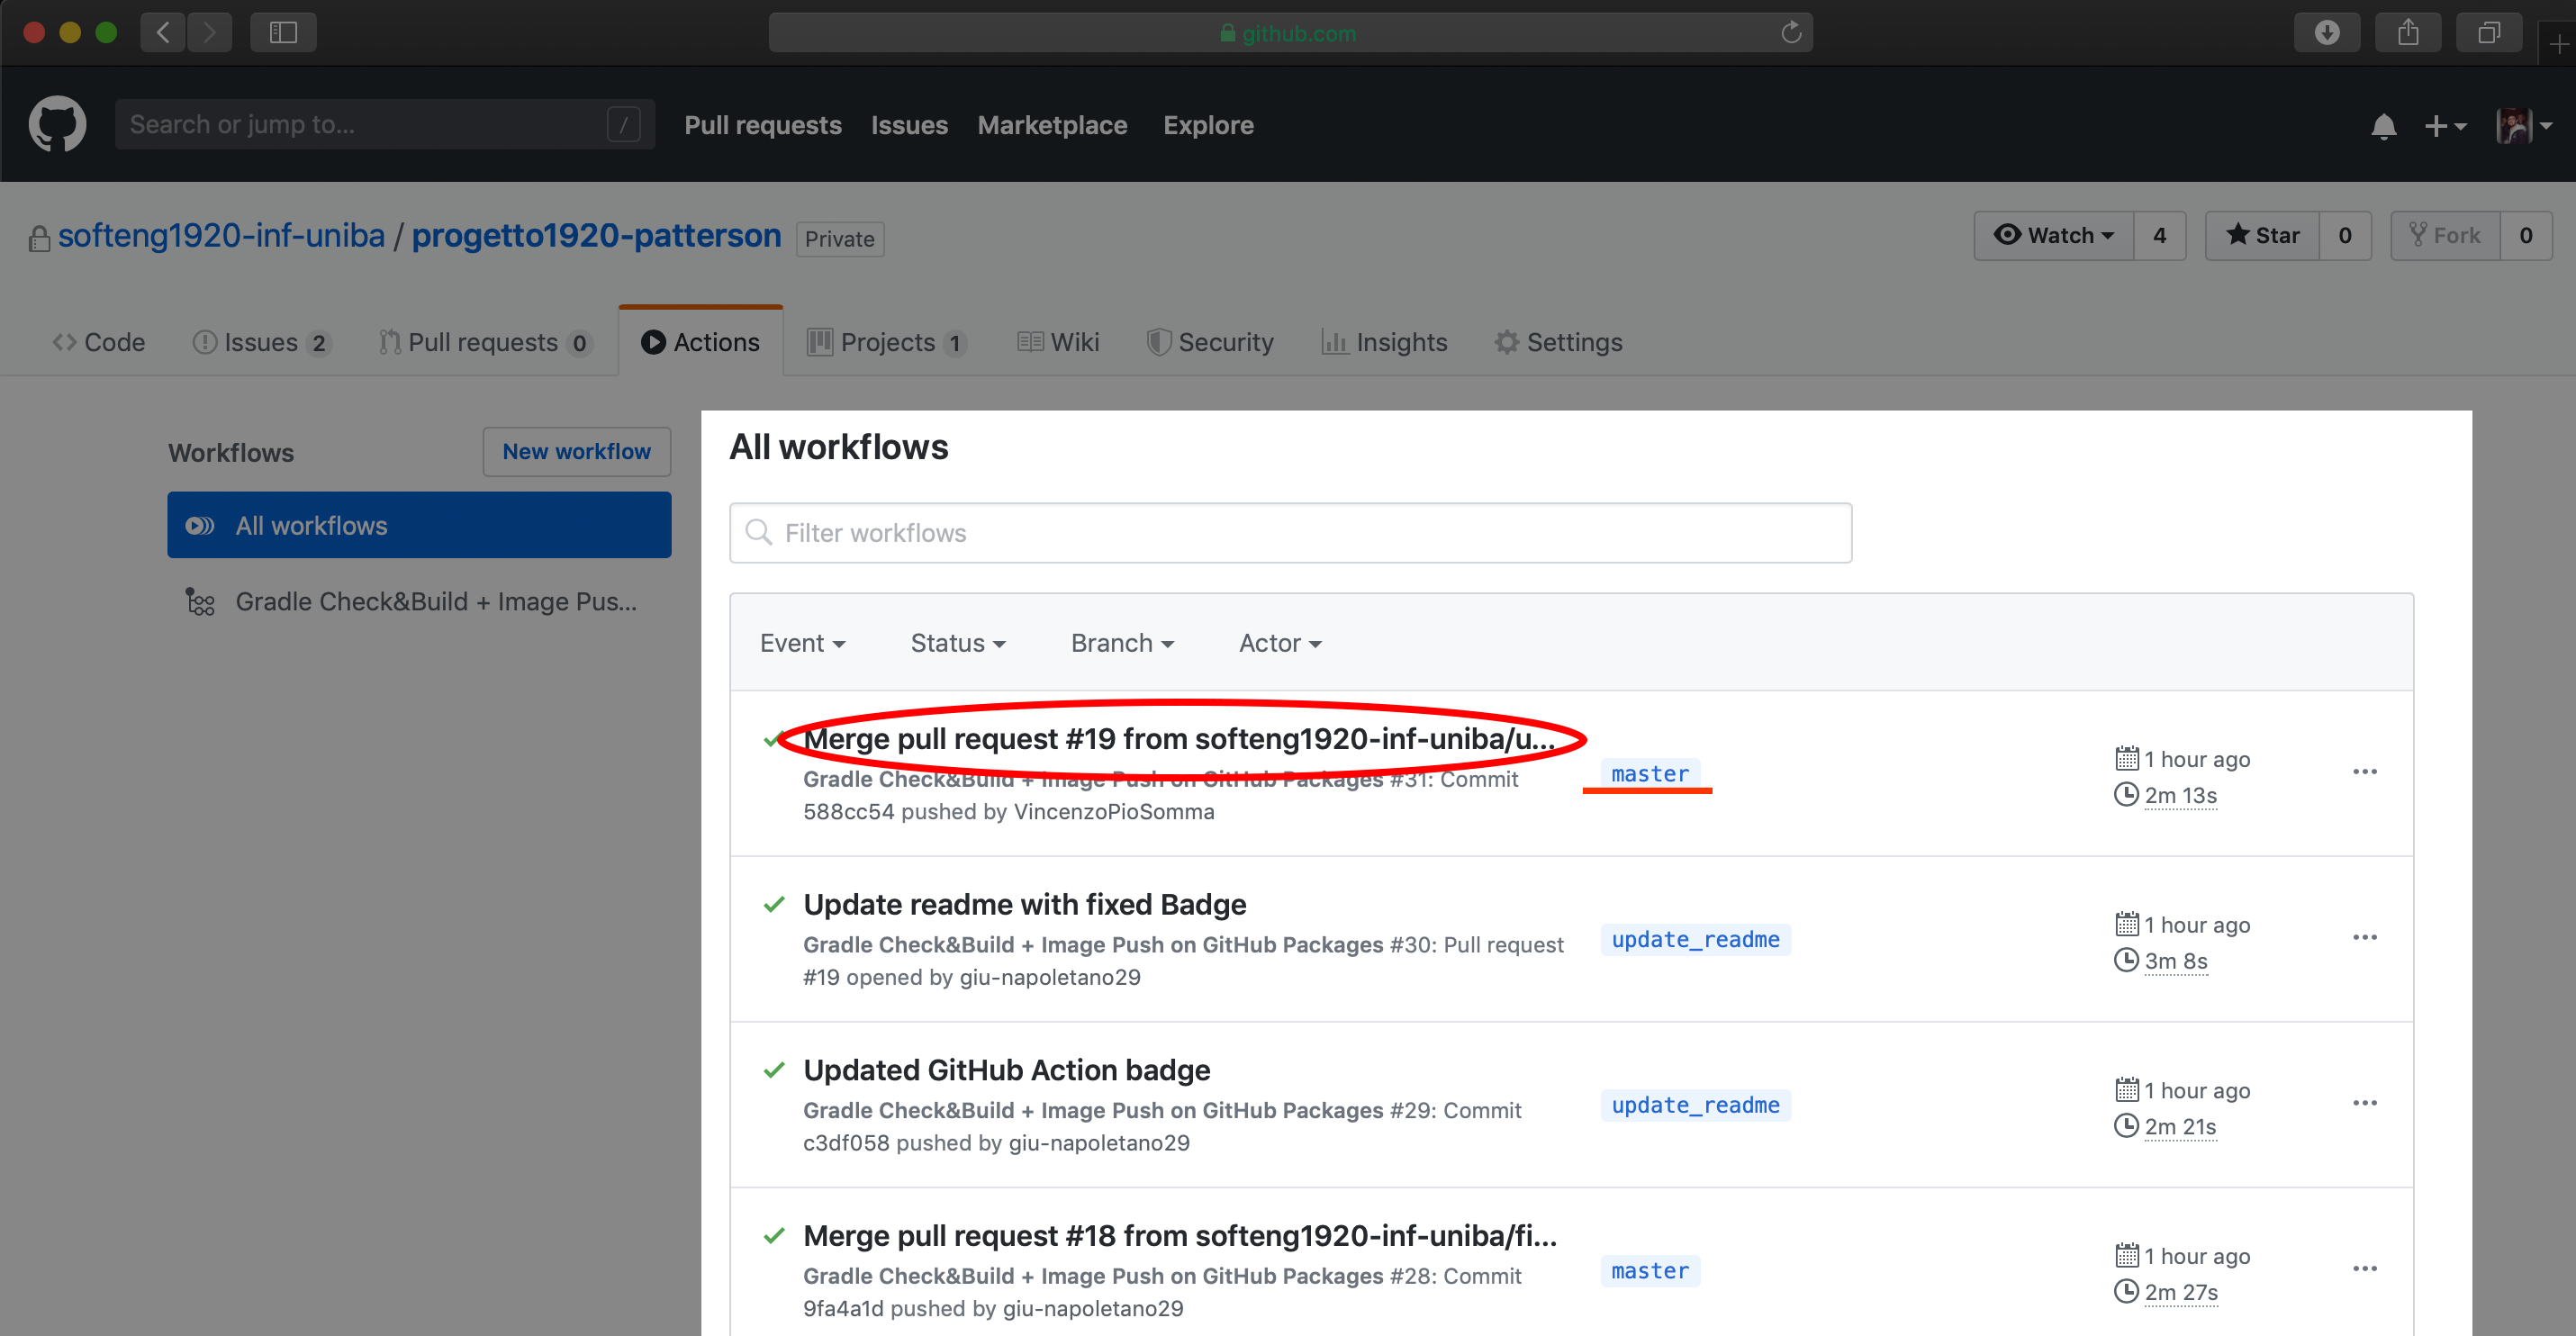 github.com
Search or jump to... /
Pull requests Issues Marketplace Explore
softeng1920-inf-uniba / progetto1920-patterson Private
Watch 4 Star 0 Fork 0
Code Issues 2 Pull requests 0 Actions Projects 1 Wiki Security Insights Settings
Workflows New workflow
All workflows
Gradle Check&Build + Image Pus...
All workflows
Filter workflows
Event Status Branch Actor
Merge pull request #19 from softeng1920-inf-uniba/u...
Gradle Check&Build + Image Push on GitHub Packages #31: Commit
588cc54 pushed by VincenzoPioSomma
master
1 hour ago
2m 13s
Update readme with fixed Badge
Gradle Check&Build + Image Push on GitHub Packages #30: Pull request
#19 opened by giu-napoletano29
update_readme
1 hour ago
3m 8s
Updated GitHub Action badge
Gradle Check&Build + Image Push on GitHub Packages #29: Commit
c3df058 pushed by giu-napoletano29
update_readme
1 hour ago
2m 21s
Merge pull request #18 from softeng1920-inf-uniba/fi...
Gradle Check&Build + Image Push on GitHub Packages #28: Commit
9fa4a1d pushed by giu-napoletano29
master
1 hour ago
2m 27s